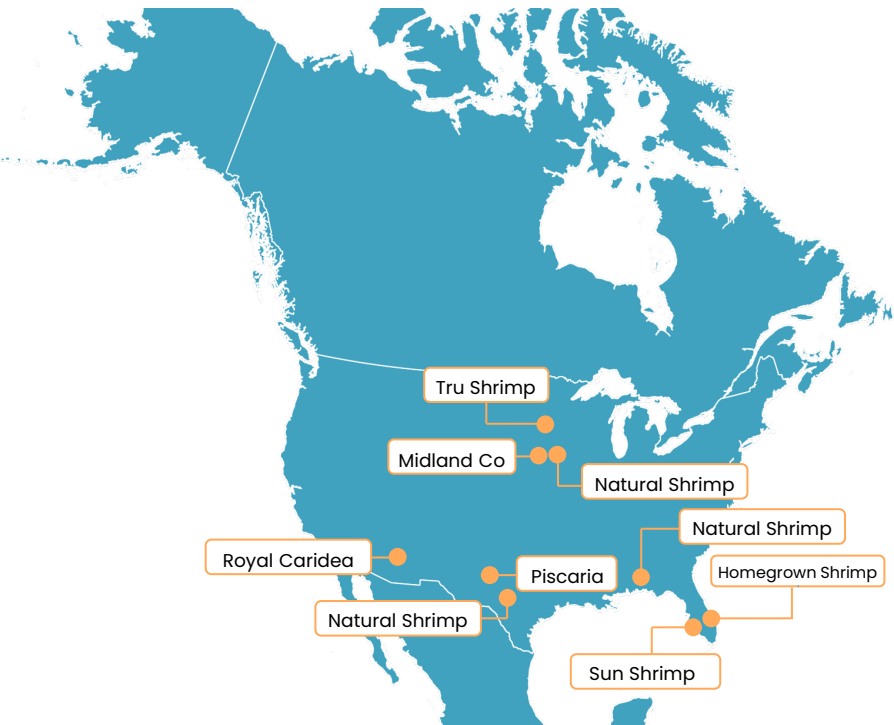 Tru Shrimp
Midland Co
Natural Shrimp
Natural Shrimp
Royal Caridea
Piscaria
Homegrown Shrimp
Natural Shrimp
Sun Shrimp